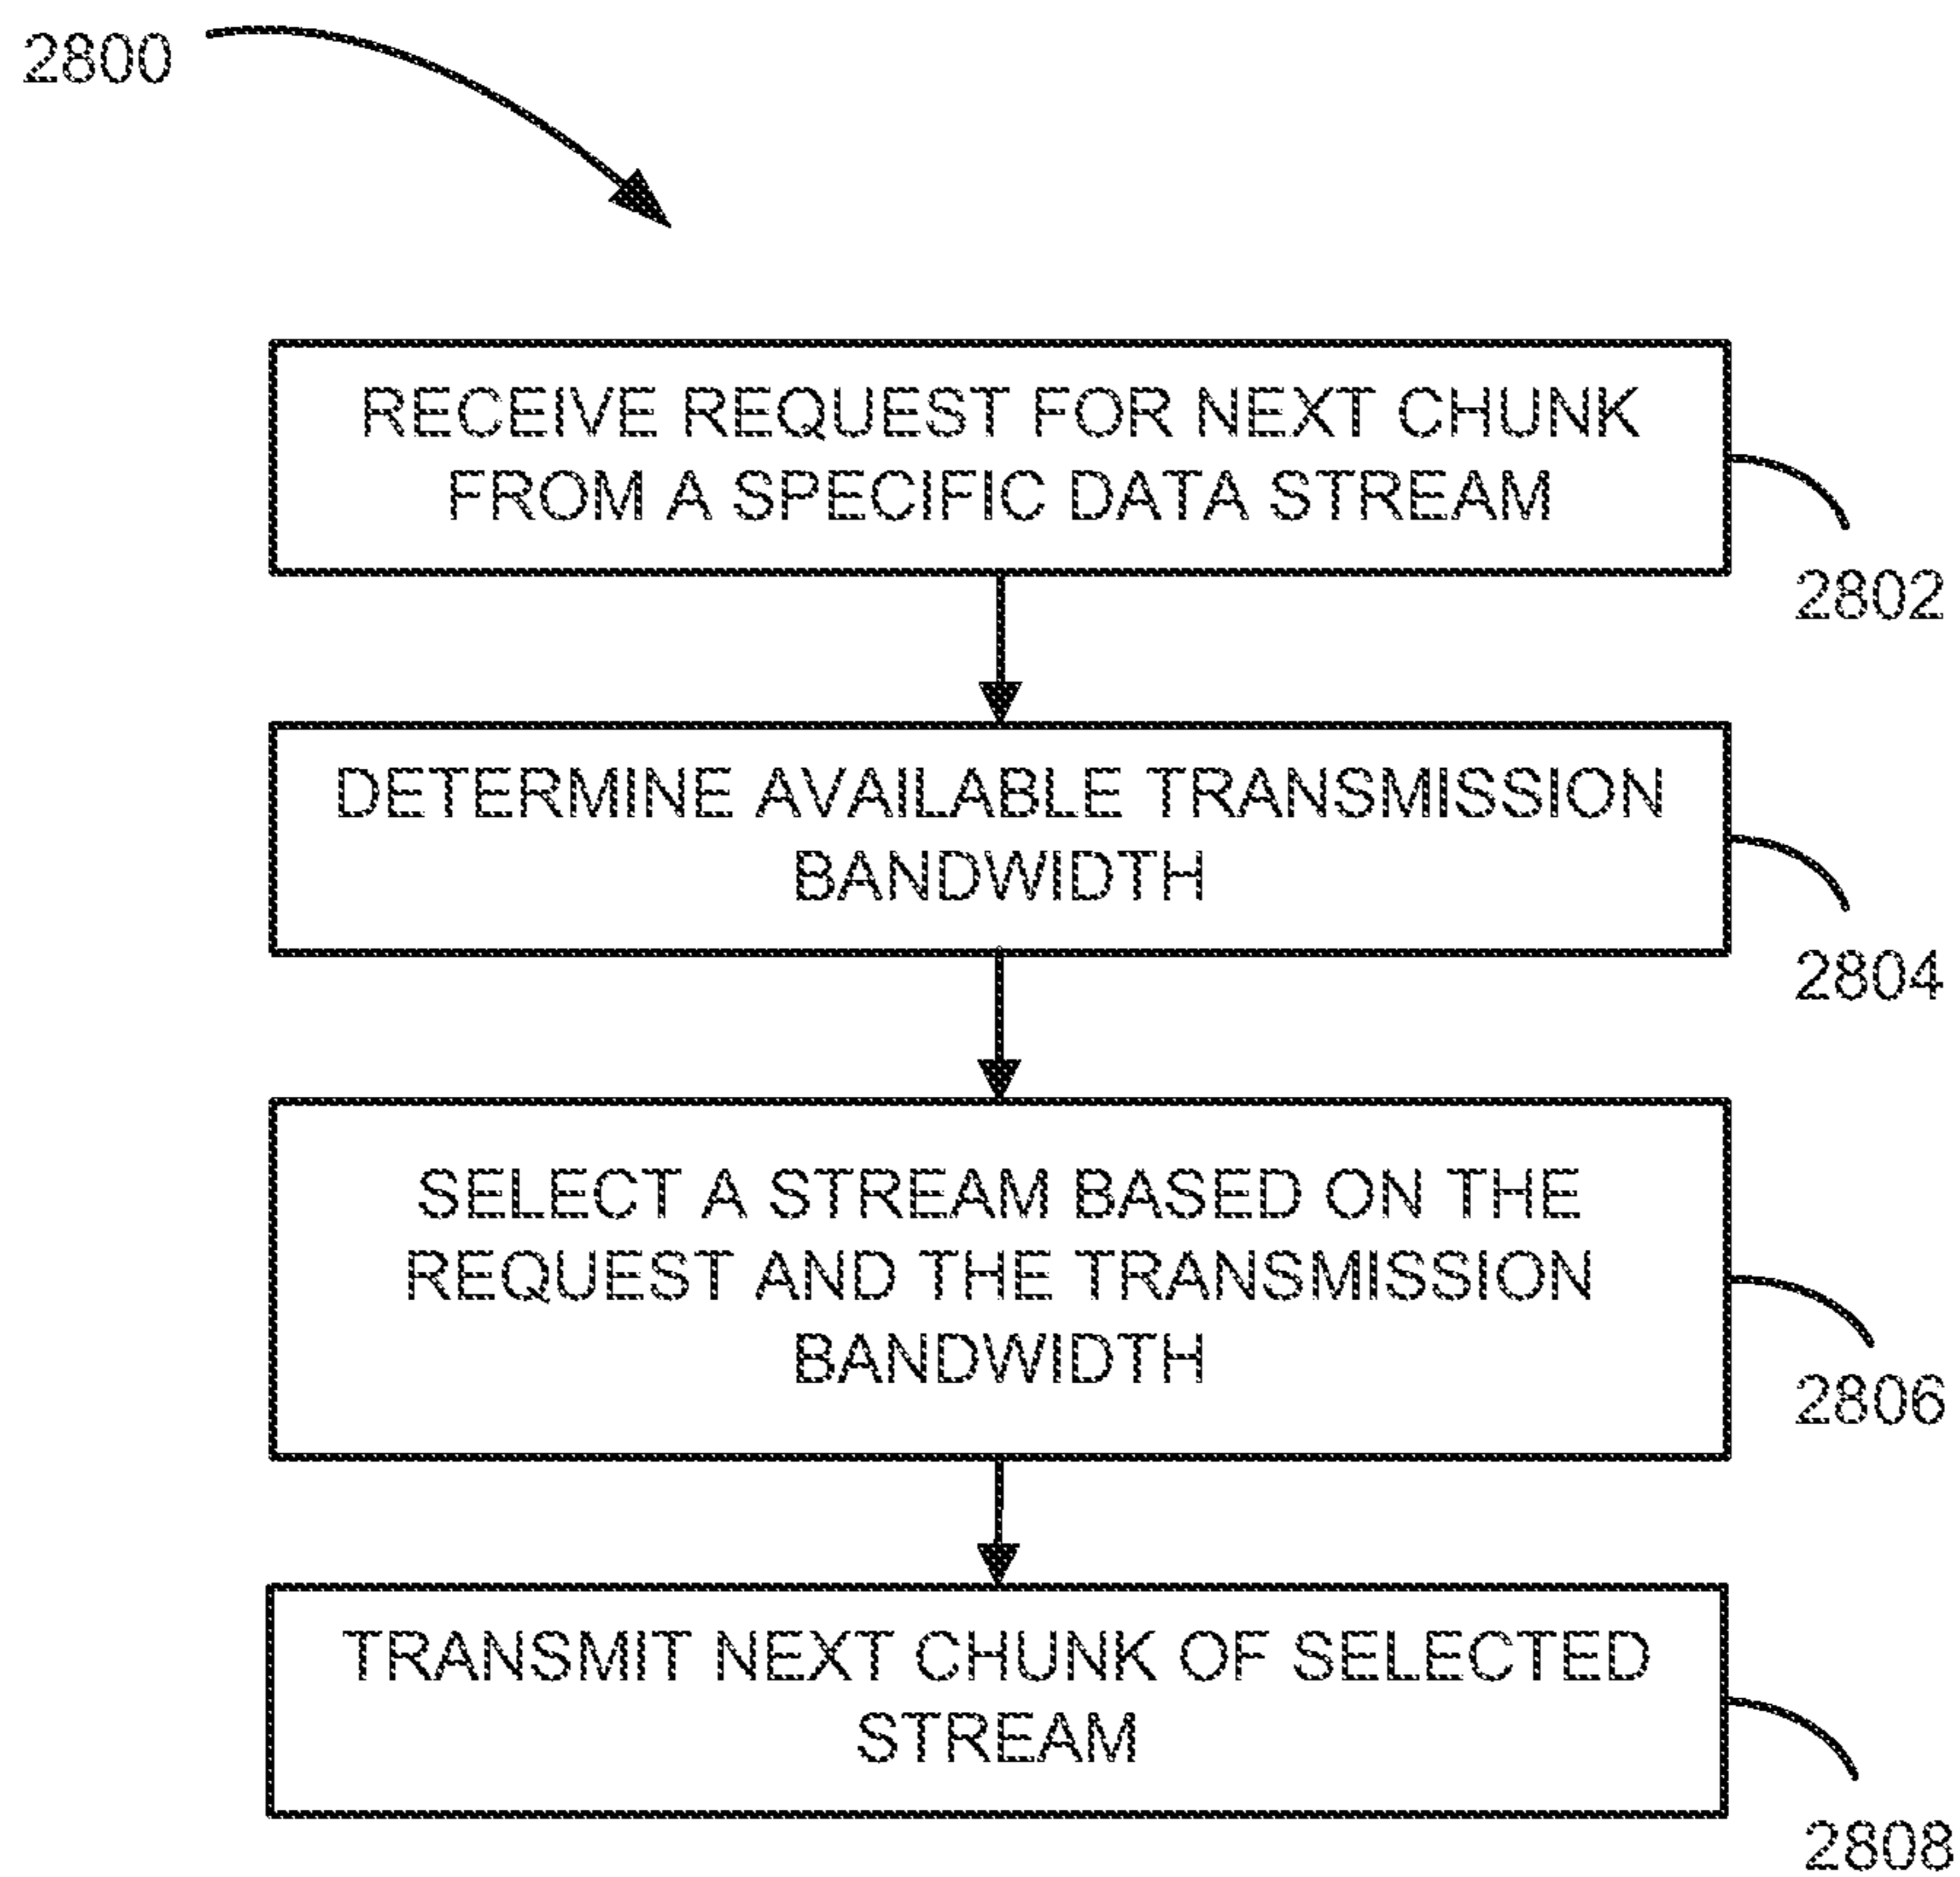 2800
RECEIVE REQUEST FOR NEXT CHUNK
FROM A SPECIFIC DATA STREAM
2802
DETERMINE AVAILABLE TRANSMISSION
BANDWIDTH
2804
SELECT A STREAM BASED ON THE
REQUEST AND THE TRANSMISSION
BANDWIDTH
2806
TRANSMIT NEXT CHUNK OF SELECTED
STREAM
2808